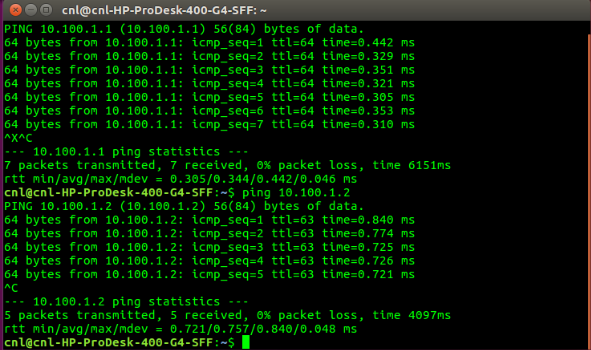 cnl@cnl-HP-ProDesk-400-G4-SFF: ~
PING 10.100.1.1 (10.100.1.1) 56(84) bytes of data.
64 bytes from 10.100.1.1: icmp_seq=1 ttl=64 time=0.442 ms
64 bytes from 10.100.1.1: icmp_seq=2 ttl=64 time=0.329 ms
64 bytes from 10.100.1.1: icmp_seq=3 ttl=64 time=0.351 ms
64 bytes from 10.100.1.1: icmp_seq=4 ttl=64 time=0.321 ms
64 bytes from 10.100.1.1: icmp_seq=5 ttl=64 time=0.305 ms
64 bytes from 10.100.1.1: icmp_seq=6 ttl=64 time=0.353 ms
64 bytes from 10.100.1.1: icmp_seq=7 ttl=64 time=0.310 ms
^X^C
--- 10.100.1.1 ping statistics ---
7 packets transmitted, 7 received, 0% packet loss, time 6151ms
rtt min/avg/max/mdev = 0.305/0.344/0.442/0.046 ms
cnl@cnl-HP-ProDesk-400-G4-SFF:~$ ping 10.100.1.2
PING 10.100.1.2 (10.100.1.2) 56(84) bytes of data.
64 bytes from 10.100.1.2: icmp_seq=1 ttl=63 time=0.840 ms
64 bytes from 10.100.1.2: icmp_seq=2 ttl=63 time=0.774 ms
64 bytes from 10.100.1.2: icmp_seq=3 ttl=63 time=0.725 ms
64 bytes from 10.100.1.2: icmp_seq=4 ttl=63 time=0.726 ms
64 bytes from 10.100.1.2: icmp_seq=5 ttl=63 time=0.721 ms
^C
--- 10.100.1.2 ping statistics ---
5 packets transmitted, 5 received, 0% packet loss, time 4097ms
rtt min/avg/max/mdev = 0.721/0.757/0.840/0.048 ms
cnl@cnl-HP-ProDesk-400-G4-SFF:~$